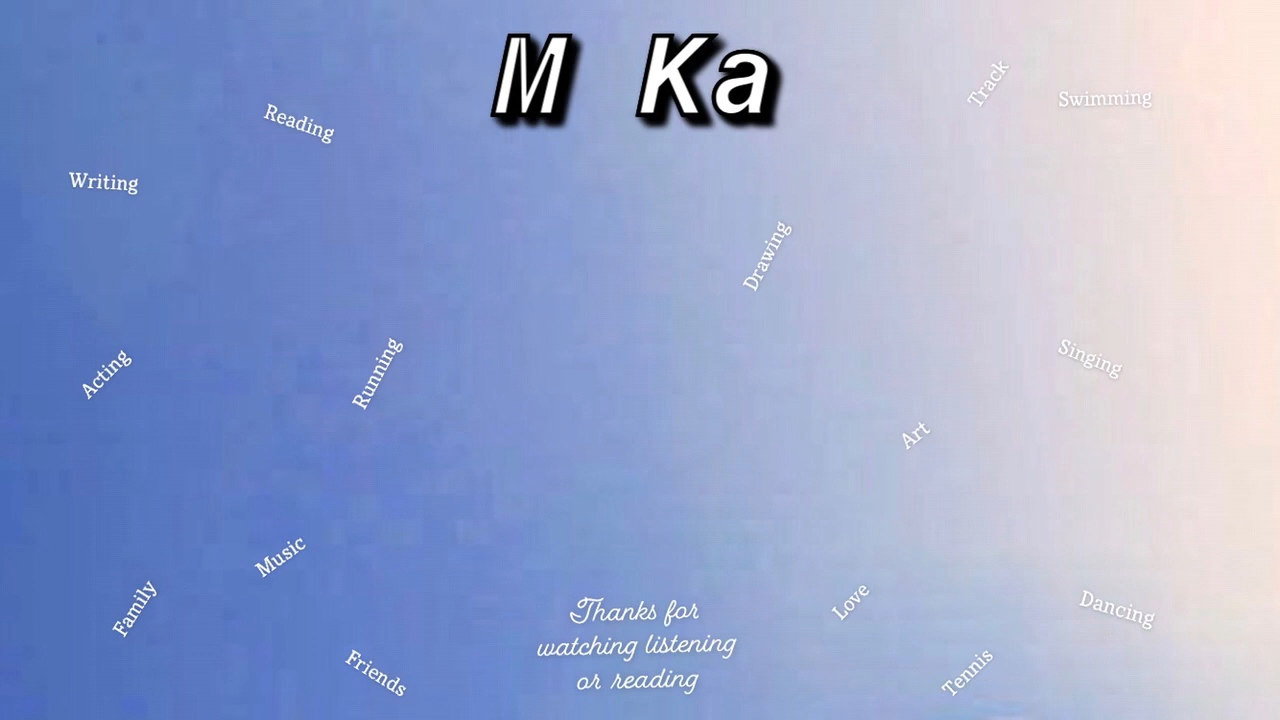 M Ka
Track
Swimming
Reading
Writing
Drawing
Acting
Running
Singing
Art
Music
Family
Love
Dancing
Thanks for
watching listening
or reading
Friends
Tennis